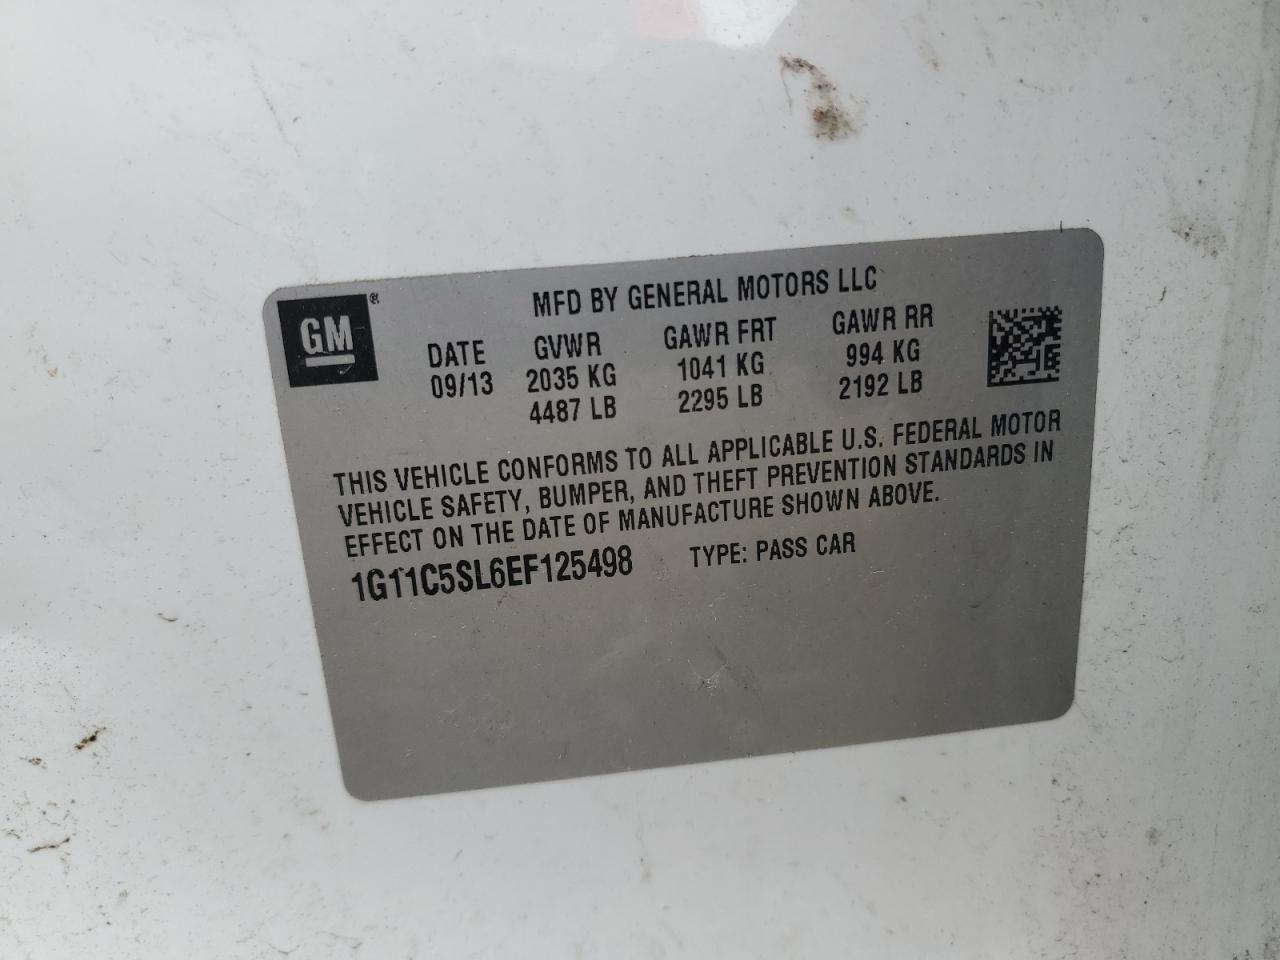 GM®
MFD BY GENERAL MOTORS LLC
DATE GVWR GAWR FRT GAWR RR
09/13 2035 KG 1041 KG 994 KG
4487 LB 2295 LB 2192 LB
THIS VEHICLE CONFORMS TO ALL APPLICABLE U.S. FEDERAL MOTOR
VEHICLE SAFETY, BUMPER, AND THEFT PREVENTION STANDARDS IN
EFFECT ON THE DATE OF MANUFACTURE SHOWN ABOVE.
1G11C5SL6EF125498 TYPE: PASS CAR